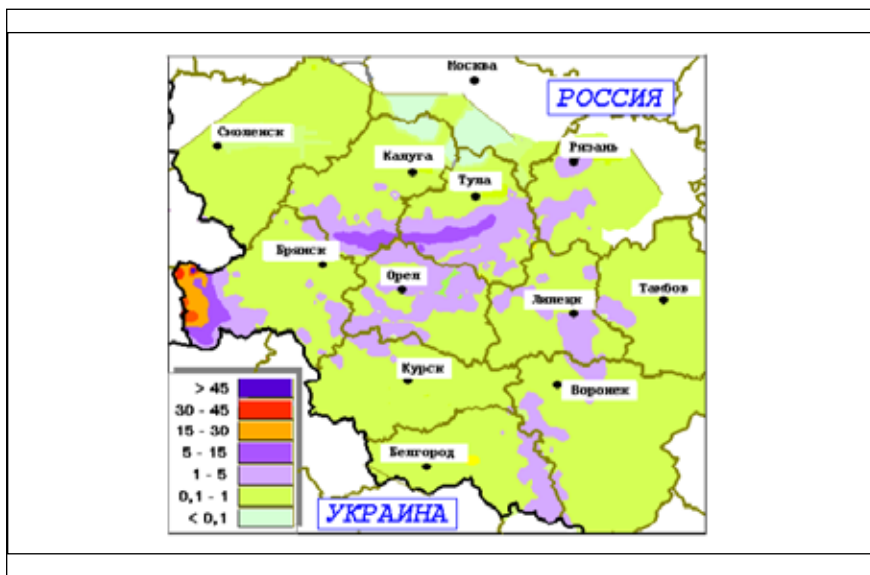 Москва
РОССИЯ
Смоленск
Рязань
Калуга
Тула
Брянск
Орел
Тамбов
Липецк
Курск
Воронеж
Белгород
УКРАИНА
> 45
30 - 45
15 - 30
5 - 15
1 - 5
0,1 - 1
< 0,1